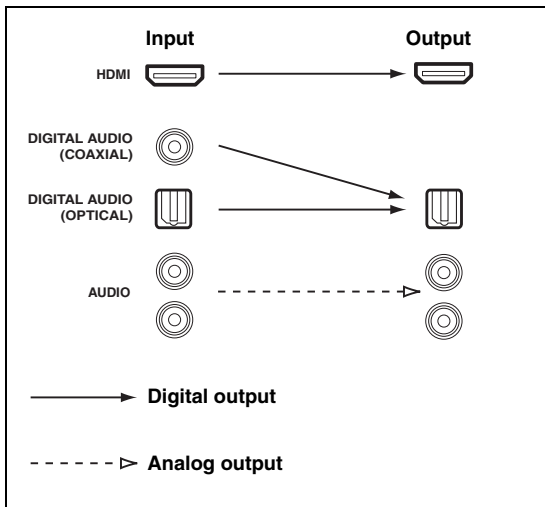 Input
Output
HDMI
DIGITAL AUDIO
(COAXIAL)
DIGITAL AUDIO
(OPTICAL)
AUDIO
Digital output
Analog output